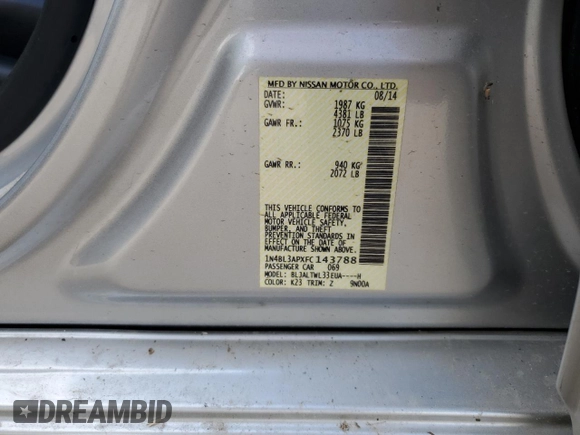 MFD BY NISSAN MOTOR CO., LTD.
DATE: 08/14
GVWR: 1987 KG
4381 LB
GAWR FR.: 1075 KG
2370 LB
GAWR RR.: 940 KG
2072 LB
THIS VEHICLE CONFORMS TO
ALL APPLICABLE FEDERAL
MOTOR VEHICLE SAFETY,
BUMPER, AND THEFT
PREVENTION STANDARDS IN
EFFECT ON THE DATE OF
MANUFACTURE SHOWN ABOVE.
1N4BL3APXFC143788
PASSENGER CAR 069
MODEL: BL3ALTWL33EUA----H
COLOR: K23 TRIM: Z 9N00A
DREAMBID